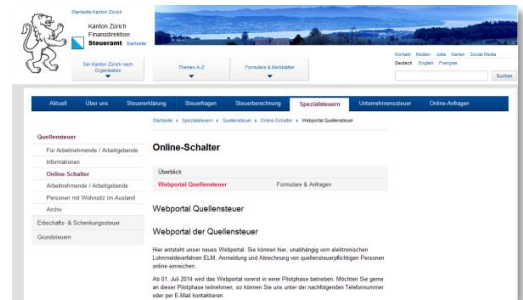 Startseite Kanton Zürich
Kanton Zürich
Finanzdirektion
Steueramt Startseite
Der Kanton Zürich nach Organisation
Themen A-Z
Formulare & Merkblätter
Kontakt Medien Jobs Karten Social Media
Deutsch English Français
Suchen
Aktuell Über uns Steuererklärung Steuerfragen Steuerberechnung Spezialsteuern Unternehmenssteuer Online-Anfragen
Startseite > Spezialsteuern > Quellensteuer > Online-Schalter > Webportal Quellensteuer
Quellensteuer
Für Arbeitnehmende / Arbeitgebende
Informationen
Online-Schalter
Arbeitnehmende / Arbeitgebende
Personen mit Wohnsitz im Ausland
Archiv
Erbschafts- & Schenkungssteuer
Grundsteuern
Online-Schalter
Überblick
Webportal Quellensteuer Formulare & Anfragen
Webportal Quellensteuer
Webportal der Quellensteuer
Hier entsteht unser neues Webportal. Sie können hier, unabhängig vom elektronischen
Lohnmeldeverfahren ELM, Anmeldung und Abrechnung von quellensteuerpflichtigen Personen
online einreichen.
Ab 01. Juli 2014 wird das Webportal vorerst in einer Pilotphase betrieben. Möchten Sie gerne
an dieser Pilotphase teilnehmen, so können Sie uns unter der nachfolgenden Telefonnummer
oder per E-Mail kontaktieren.